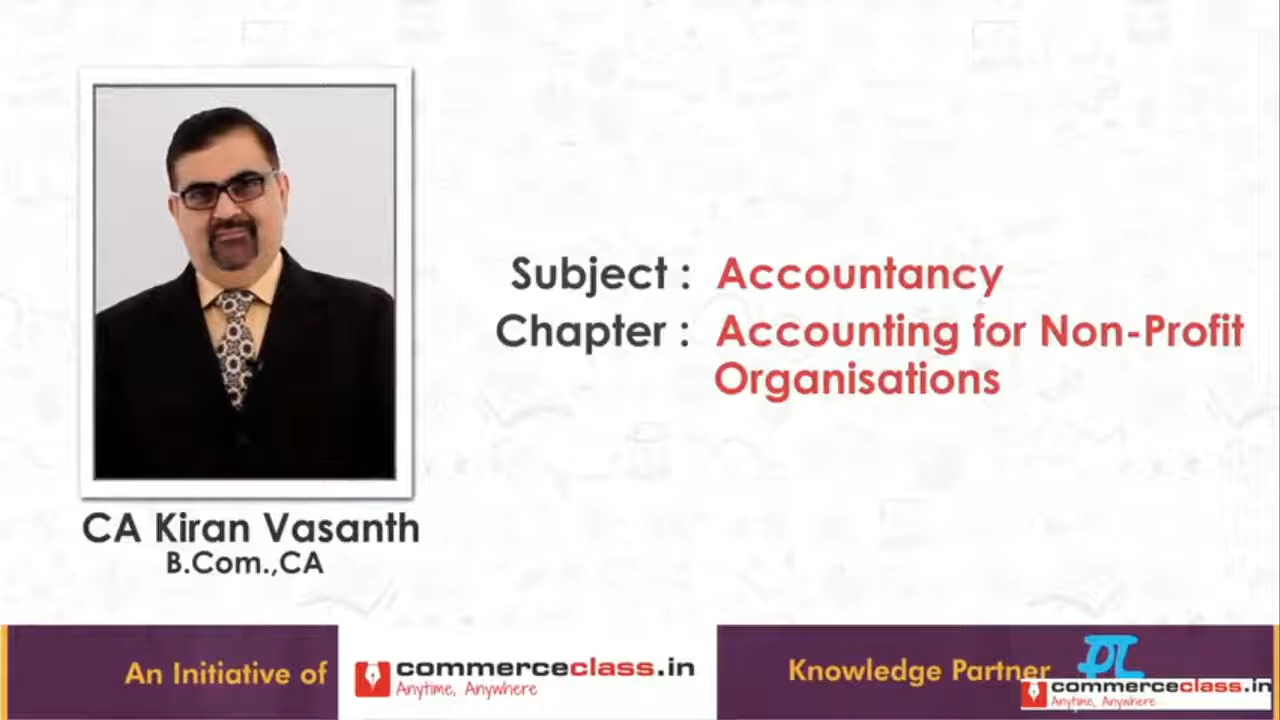 Subject : Accountancy
Chapter : Accounting for Non-Profit
Organisations
CA Kiran Vasanth
B.Com.,CA
An Initiative of
commerceclass.in
Anytime, Anywhere
Knowledge Partner
commerceclass.in
Anytime, Anywhere